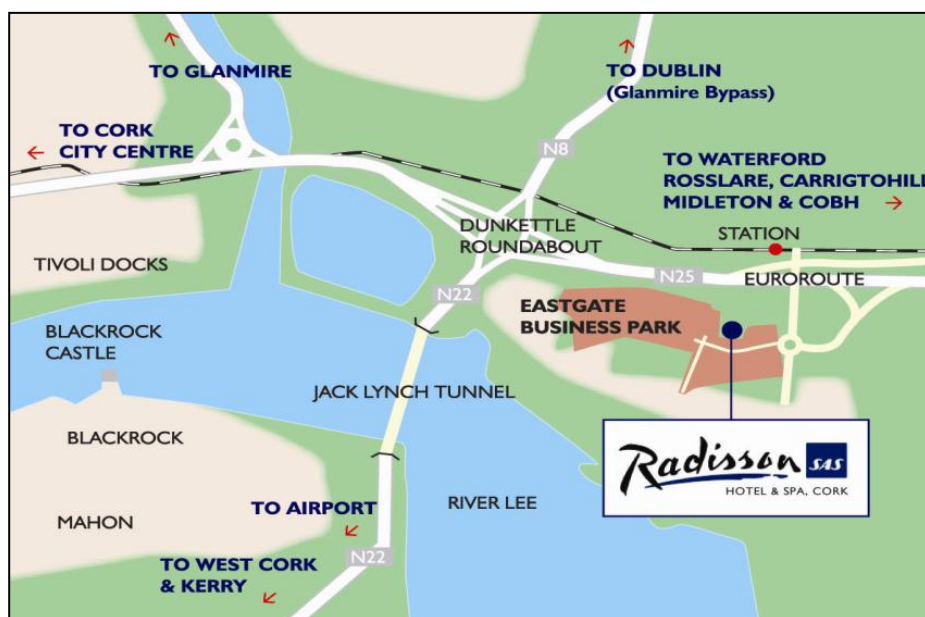 TO GLANMIRE
TO DUBLIN
(Glanmire Bypass)
TO CORK
CITY CENTRE
N8
TO WATERFORD
ROSSLARE, CARRIGTOHILL
MIDLETON & COBH
STATION
DUNKETTLE
ROUNDABOUT
TIVOLI DOCKS
N25
EUROROUTE
N22
EASTGATE
BUSINESS PARK
BLACKROCK
CASTLE
JACK LYNCH TUNNEL
BLACKROCK
Radisson SAS
HOTEL & SPA, CORK
RIVER LEE
TO AIRPORT
MAHON
N22
TO WEST CORK
& KERRY